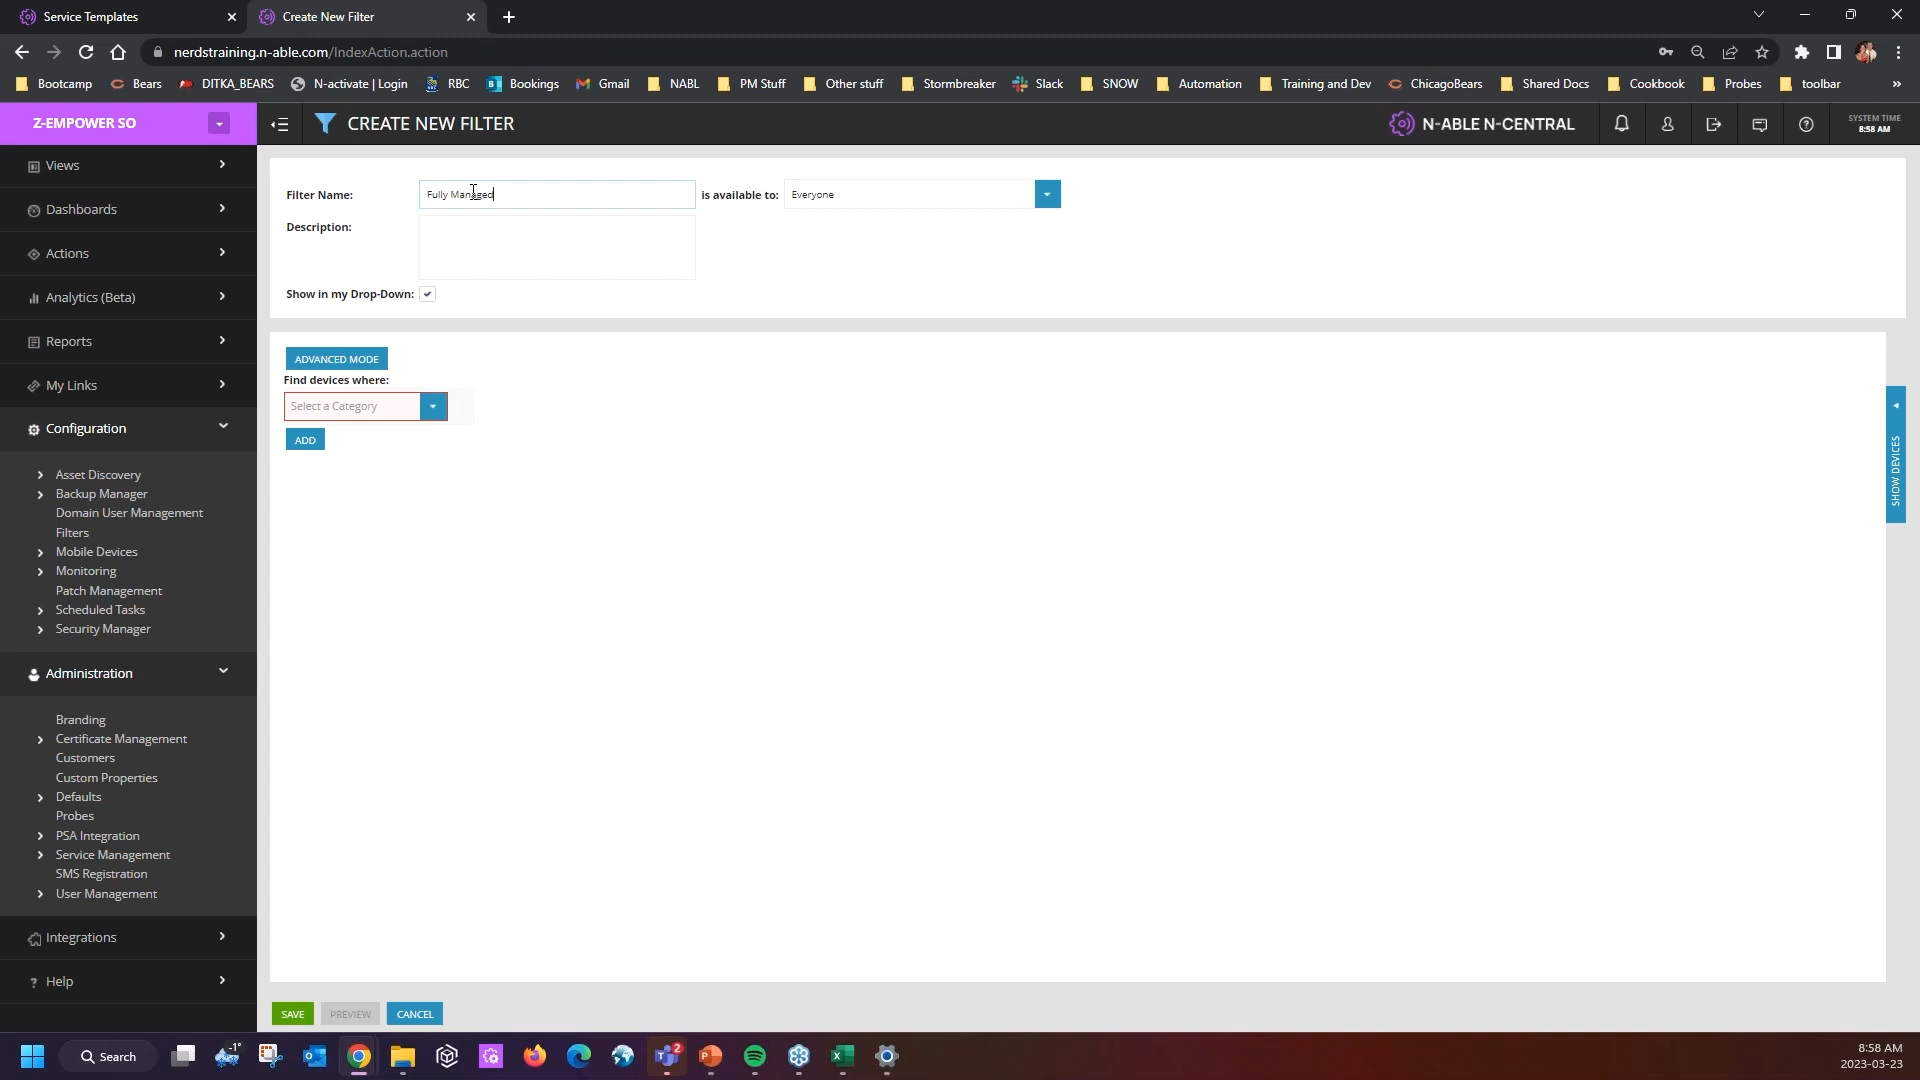 Service Templates
Create New Filter
nerdstraining.n-able.com/IndexAction.action
Bootcamp
Bears
DITKA_BEARS
N-activate | Login
RBC
Bookings
Gmail
NABL
PM Stuff
Other stuff
Stormbreaker
Slack
SNOW
Automation
Training and Dev
ChicagoBears
Shared Docs
Cookbook
Probes
toolbar
Z-EMPOWER SO
CREATE NEW FILTER
N-ABLE N-CENTRAL
SYSTEM TIME
8:58 AM
Views
Dashboards
Actions
Analytics (Beta)
Reports
My Links
Configuration
Asset Discovery
Backup Manager
Domain User Management
Filters
Mobile Devices
Monitoring
Patch Management
Scheduled Tasks
Security Manager
Administration
Branding
Certificate Management
Customers
Custom Properties
Defaults
Probes
PSA Integration
Service Management
SMS Registration
User Management
Integrations
Help
Filter Name:
Fully Managed
is available to:
Everyone
Description:
Show in my Drop-Down:
ADVANCED MODE
Find devices where:
Select a Category
ADD
SHOW DEVICES
SAVE
PREVIEW
CANCEL
Search
-1°
2
8:58 AM
2023-03-23